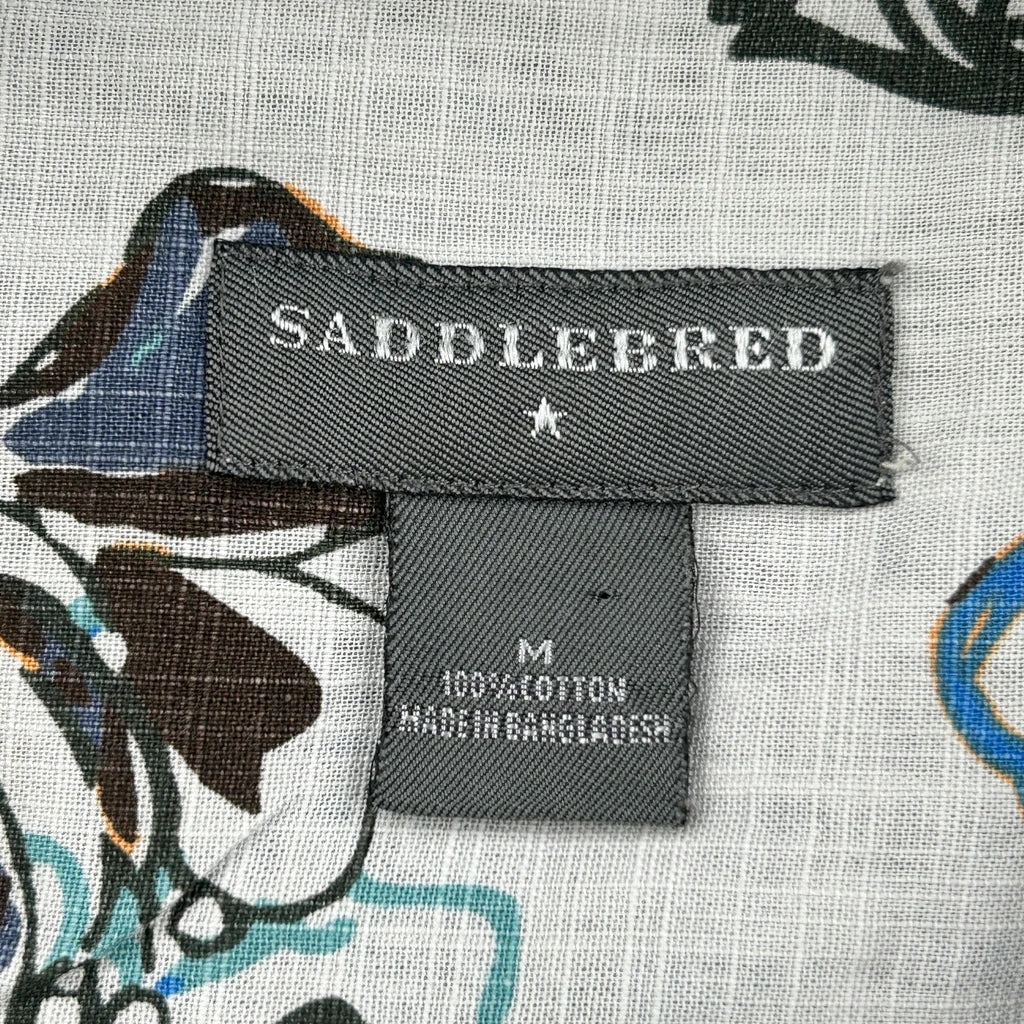 SADDLEBRED
M
100% COTTON
MADE IN BANGLADESH